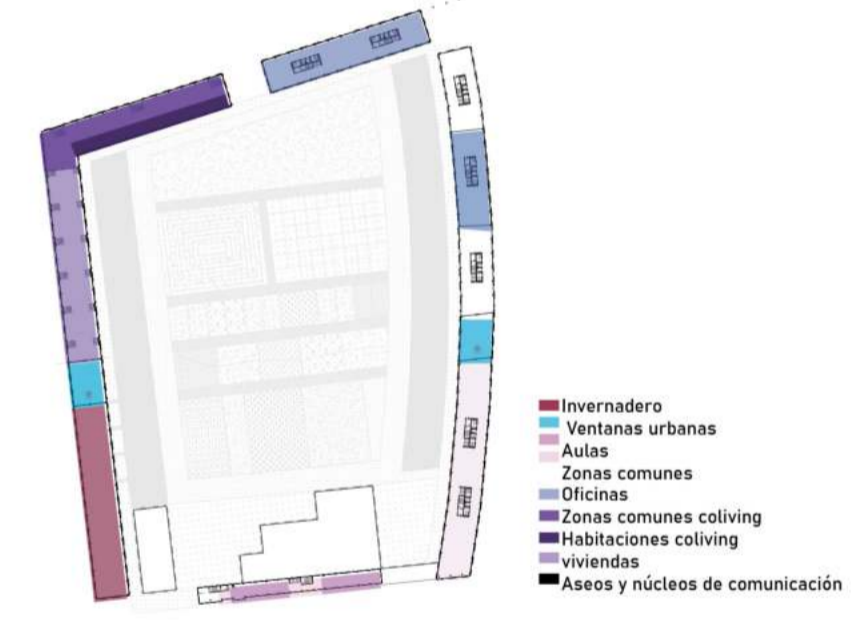 Invernadero
Ventanas urbanas
Aulas
Zonas comunes
Oficinas
Zonas comunes coliving
Habitaciones coliving
viviendas
Aseos y núcleos de comunicación